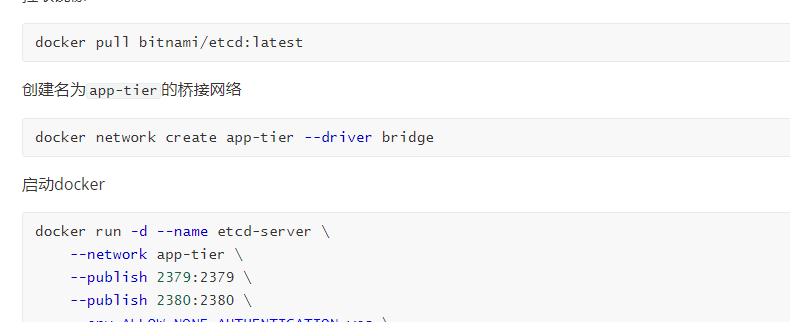 docker pull bitnami/etcd:latest
创建名为app-tier的桥接网络
docker network create app-tier --driver bridge
启动docker
docker run -d --name etcd-server \
--network app-tier \
--publish 2379:2379 \
--publish 2380:2380 \